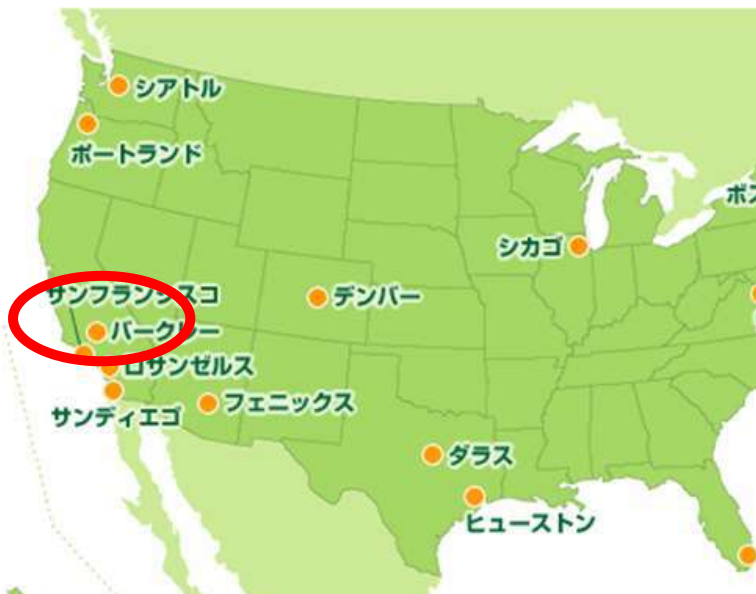 シアトル
ポートランド
ボス
シカゴ
サンフランシスコ
デンバー
バークレー
ロサンゼルス
サンディエゴ
フェニックス
ダラス
ヒューストン